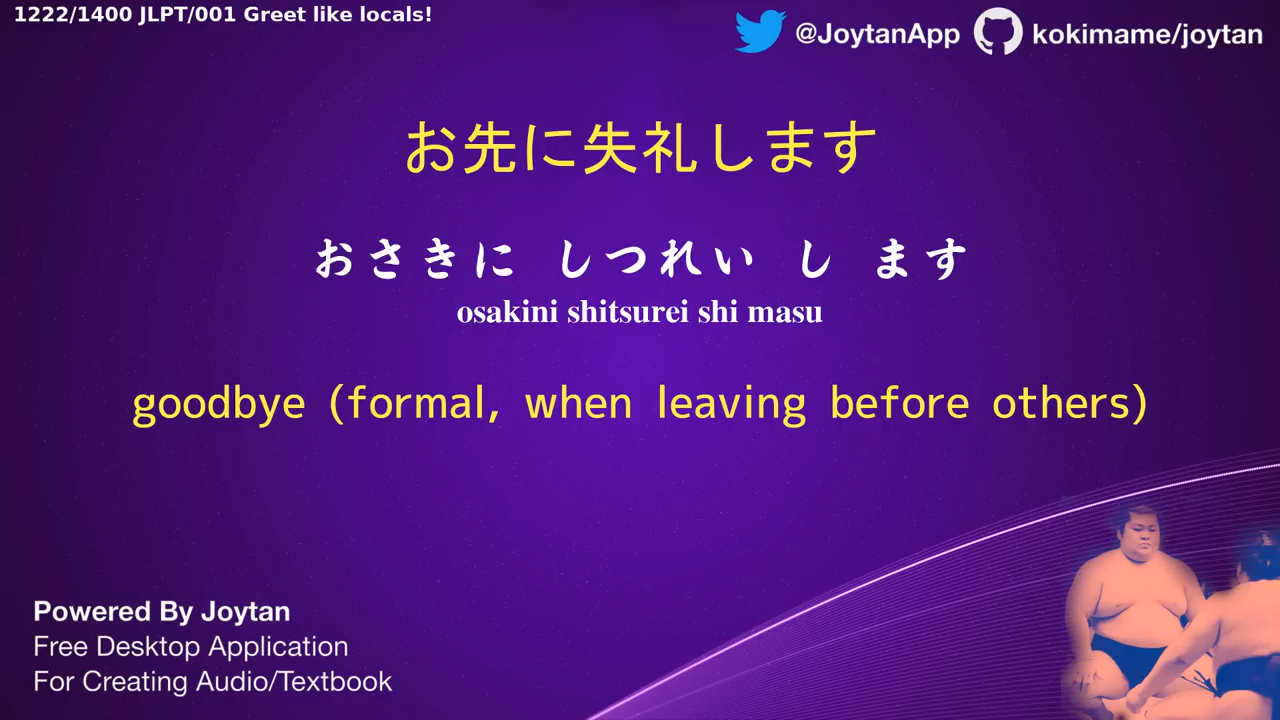 1222/1400 JLPT/001 Greet like locals!
@JoytanApp kokimame/joytan
お先に失礼します
おさきに しつれい し ます
osakini shitsurei shi masu
goodbye (formal, when leaving before others)
Powered By Joytan
Free Desktop Application
For Creating Audio/Textbook